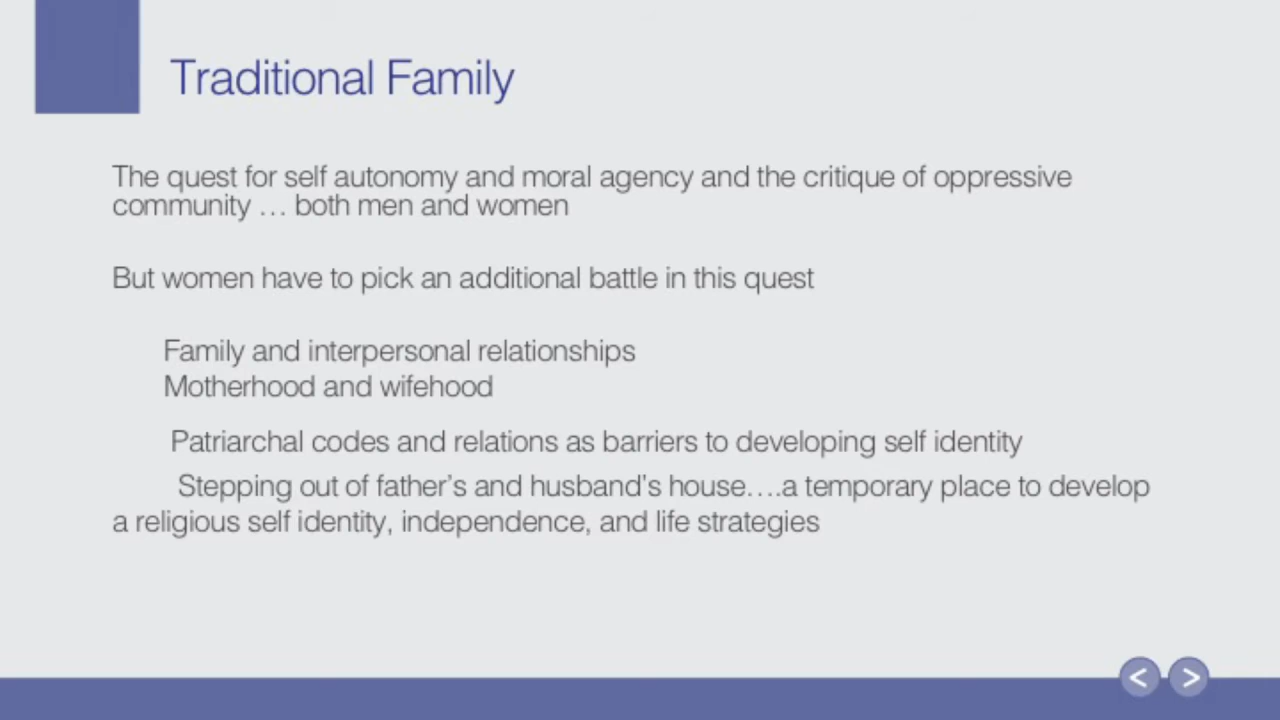 Traditional Family
The quest for self autonomy and moral agency and the critique of oppressive
community … both men and women
But women have to pick an additional battle in this quest
Family and interpersonal relationships
Motherhood and wifehood
Patriarchal codes and relations as barriers to developing self identity
Stepping out of father’s and husband’s house….a temporary place to develop
a religious self identity, independence, and life strategies
< >